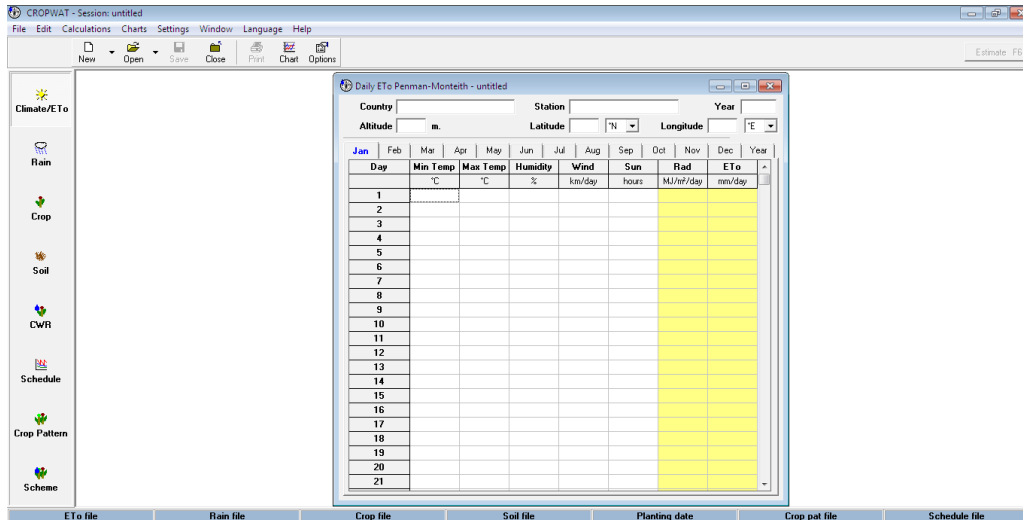 CROPWAT - Session: untitled
File Edit Calculations Charts Settings Window Language Help
New Open Save Close Print Chart Options
Estimate F6
Climate/ETo
Rain
Crop
Soil
CWR
Schedule
Crop Pattern
Scheme
Daily ETo Penman-Monteith - untitled
Country Station Year
Altitude m. Latitude °N Longitude °E
Jan Feb Mar Apr May Jun Jul Aug Sep Oct Nov Dec Year
Day Min Temp Max Temp Humidity Wind Sun Rad ETo
°C °C % km/day hours MJ/m²/day mm/day
1
2
3
4
5
6
7
8
9
10
11
12
13
14
15
16
17
18
19
20
21
ETo file Rain file Crop file Soil file Planting date Crop pat file Schedule file